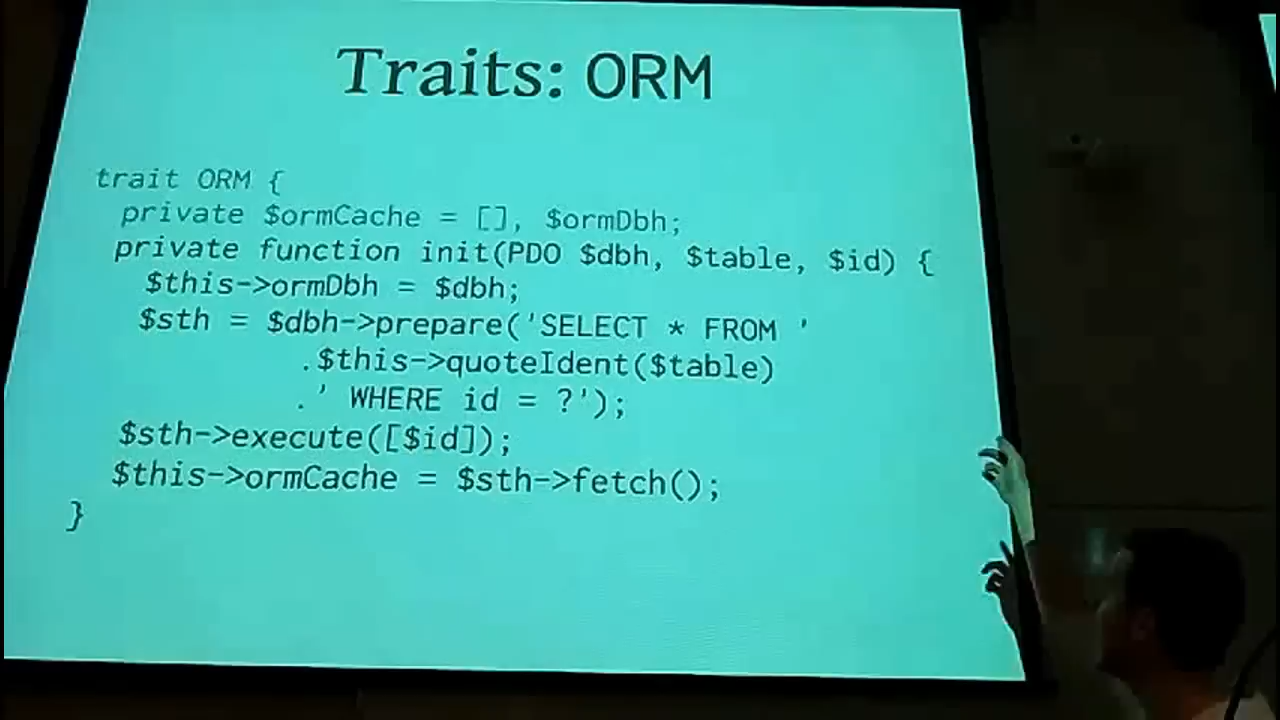 Traits: ORM
trait ORM {
private $ormCache = [], $ormDbh;
private function init(PDO $dbh, $table, $id) {
$this->ormDbh = $dbh;
$sth = $dbh->prepare('SELECT * FROM '
.$this->quoteIdent($table)
.' WHERE id = ?');
$sth->execute([$id]);
$this->ormCache = $sth->fetch();
}